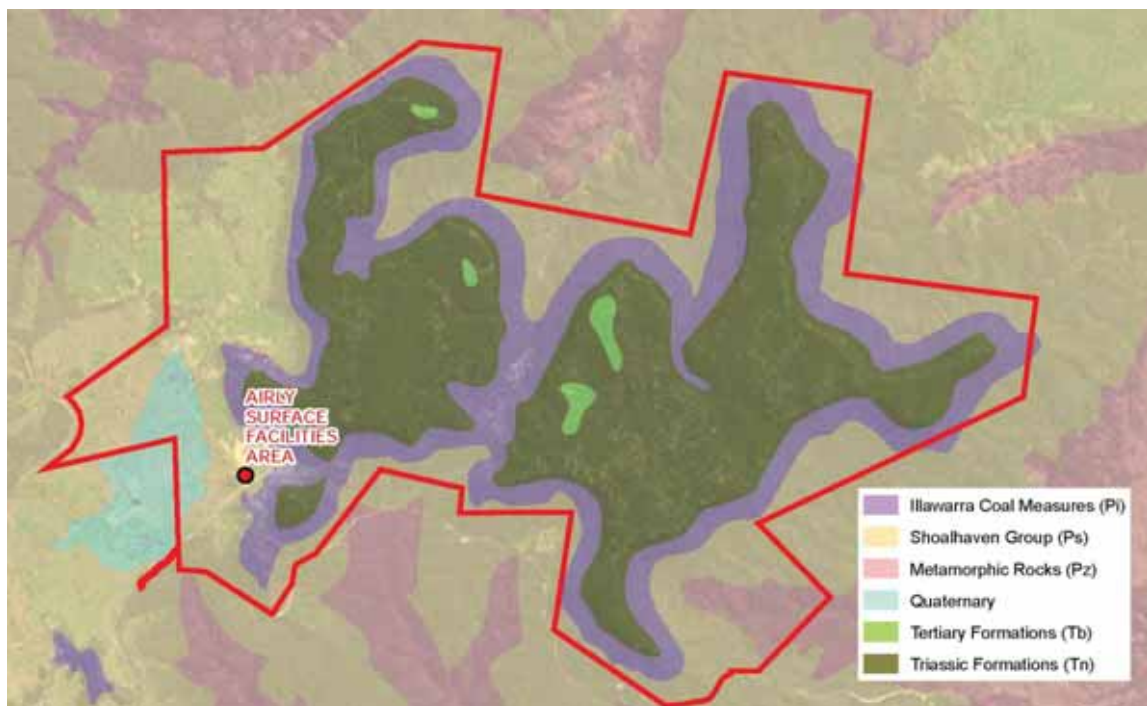 AIRLY
SURFACE
FACILITIES
AREA
Illawarra Coal Measures (Pi)
Shoalhaven Group (Ps)
Metamorphic Rocks (Pz)
Quaternary
Tertiary Formations (Tb)
Triassic Formations (Tn)